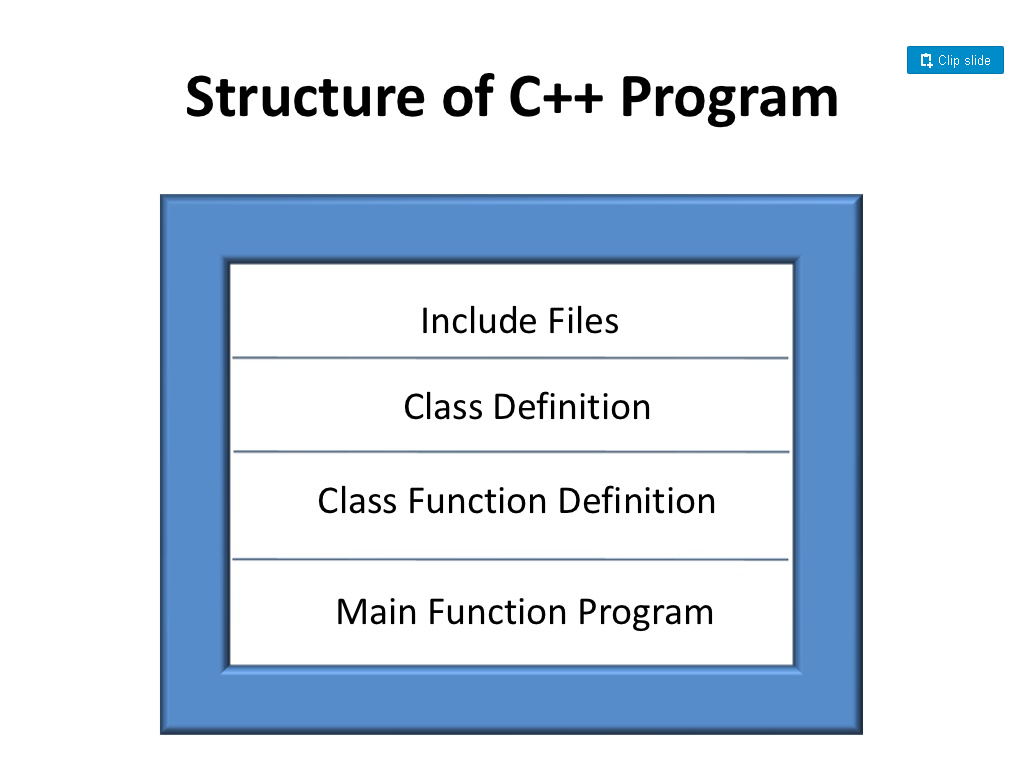 Clip slide
Structure of C++ Program
Include Files
Class Definition
Class Function Definition
Main Function Program